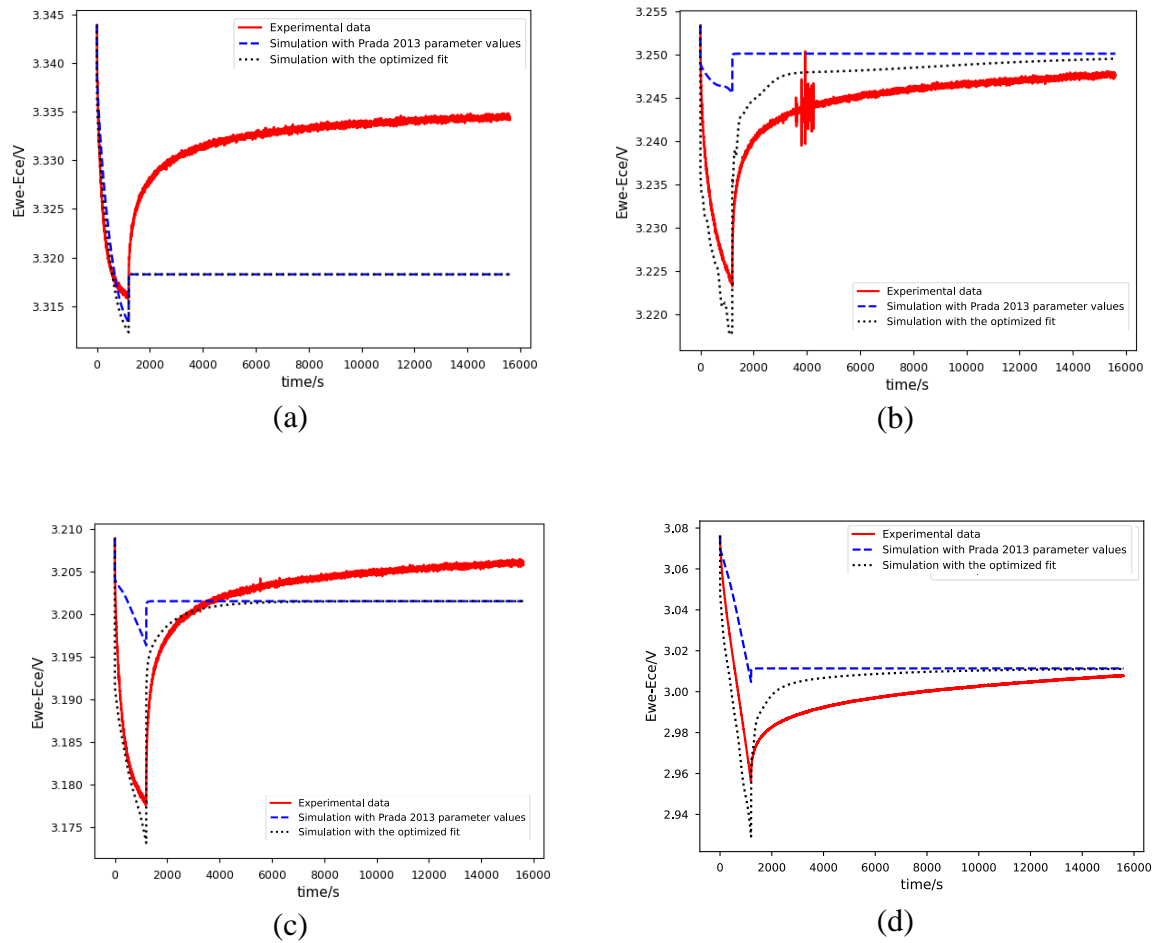 3.345
3.340
3.335
3.330
3.325
3.320
3.315
Ewe-Ece/V
Experimental data
Simulation with Prada 2013 parameter values
Simulation with the optimized fit
0 2000 4000 6000 8000 10000 12000 14000 16000
time/s
(a)
3.255
3.250
3.245
3.240
3.235
3.230
3.225
3.220
Ewe-Ece/V
Experimental data
Simulation with Prada 2013 parameter values
Simulation with the optimized fit
0 2000 4000 6000 8000 10000 12000 14000 16000
time/s
(b)
3.210
3.205
3.200
3.195
3.190
3.185
3.180
3.175
Ewe-Ece/V
Experimental data
Simulation with Prada 2013 parameter values
Simulation with the optimized fit
0 2000 4000 6000 8000 10000 12000 14000 16000
time/s
(c)
3.08
3.06
3.04
3.02
3.00
2.98
2.96
2.94
Ewe-Ece/V
Experimental data
Simulation with Prada 2013 parameter values
Simulation with the optimized fit
0 2000 4000 6000 8000 10000 12000 14000 16000
time/s
(d)